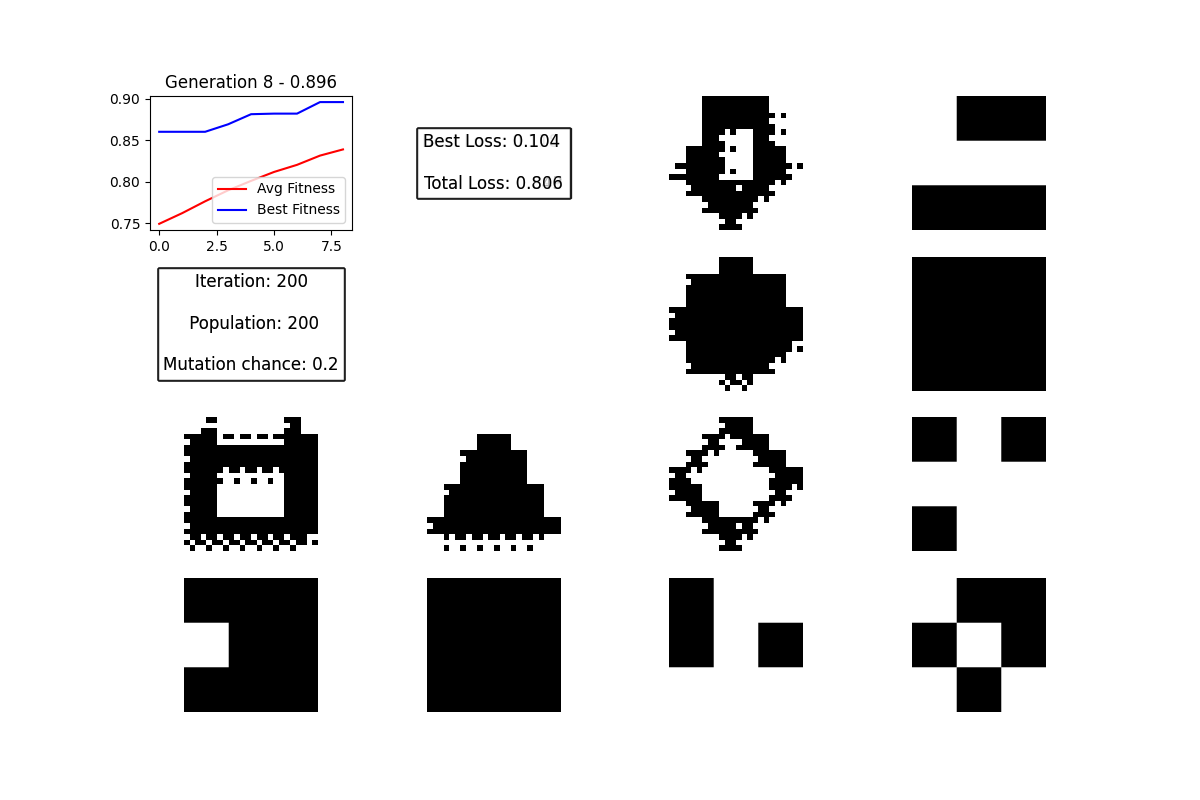 Generation 8 - 0.896
0.90
0.85
0.80
0.75
Avg Fitness
Best Fitness
0.0 2.5 5.0 7.5
Best Loss: 0.104
Total Loss:
Iteration: 200
Population: 200
Mutation chance: 0.2